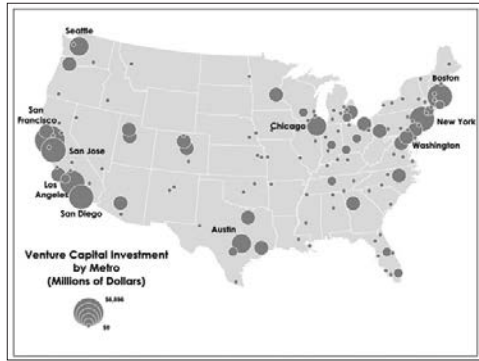 Seattle
Boston
San
Francisco
Chicago
New York
San Jose
Washington
Los
Angeles
San Diego
Austin
Venture Capital Investment
by Metro
(Millions of Dollars)
$0